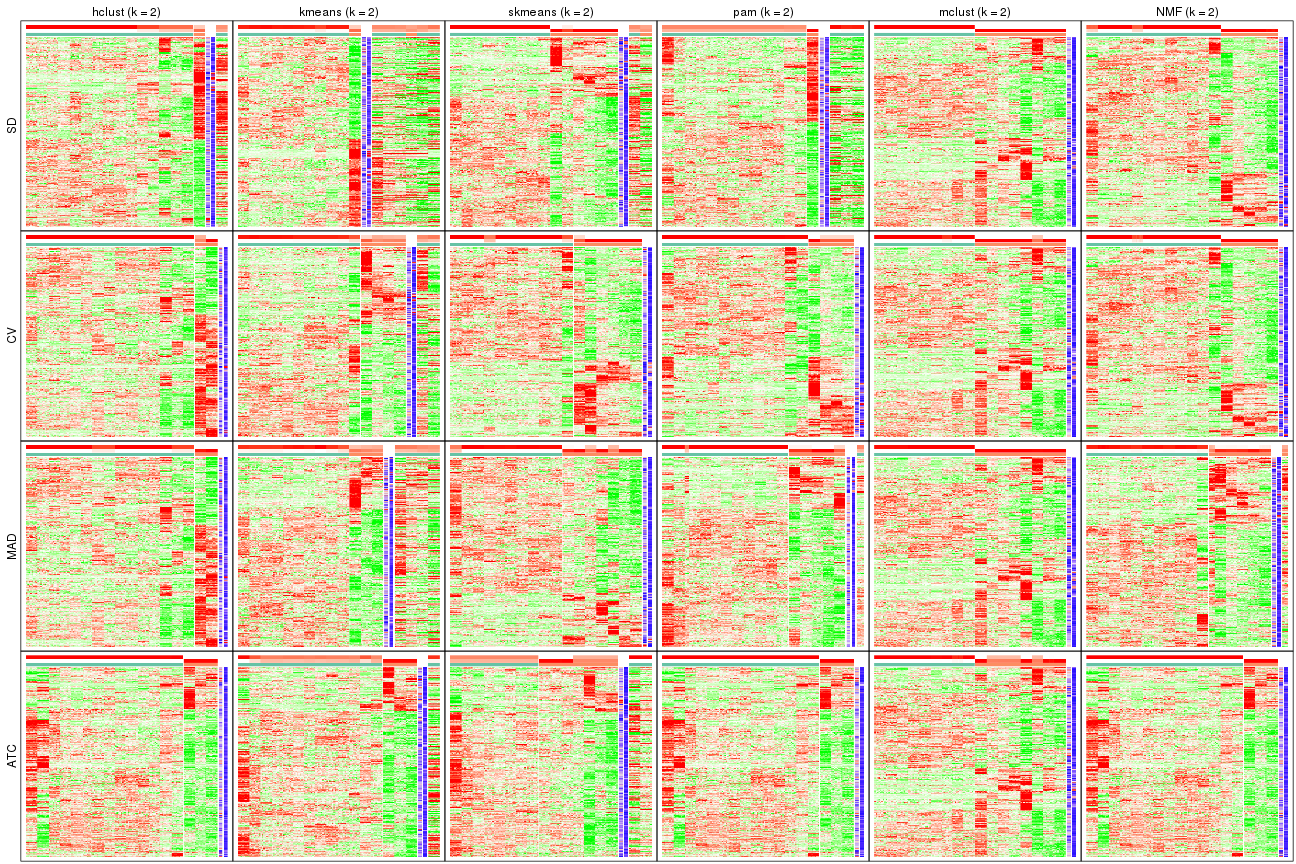 hclust (k = 2) kmeans (k = 2) skmeans (k = 2) pam (k = 2) mclust (k = 2) NMF (k = 2)
SD
CV
MAD
ATC